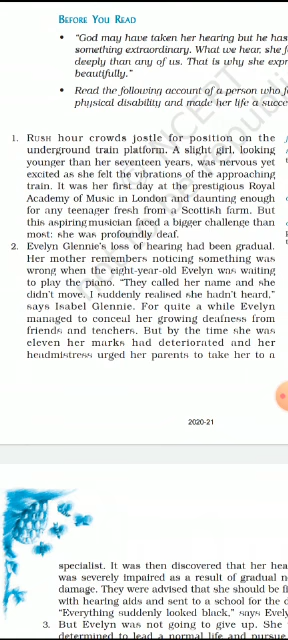 BEFORE YOU READ
• "God may have taken her hearing but he has
something extraordinary. What we hear, she
deeply than any of us. That is why she
beautifully."
• Read the following account of a person who
physical disability and made her life a
1. RUSH hour crowds jostle for position on the
underground train platform. A slight girl, looking
younger than her seventeen years, was nervous yet
excited as she felt the vibrations of the approaching
train. It was her first day at the prestigious Royal
Academy of Music in London and daunting enough
for any teenager fresh from a Scottish farm. But
this aspiring musician faced a bigger challenge than
most: she was profoundly deaf.
2. Evelyn Glennie's loss of hearing had been gradual.
Her mother remembers noticing something was
wrong when the eight-year-old Evelyn was waiting
to play the piano. "They called her name and she
didn't move. I suddenly realised she hadn't heard,"
says Isabel Glennie. For quite a while Evelyn
managed to conceal her growing deafness from
friends and teachers. But by the time she was
eleven her marks had deteriorated and her
headmistress urged her parents to take her to a
2020-21
specialist. It was then discovered that her
was severely impaired as a result of gradual
damage. They were advised that she should be
with hearing aids and sent to a school for the
"Everything suddenly looked black," says
3. But Evelyn was not going to give up. She
determined to lead a normal life and pursue